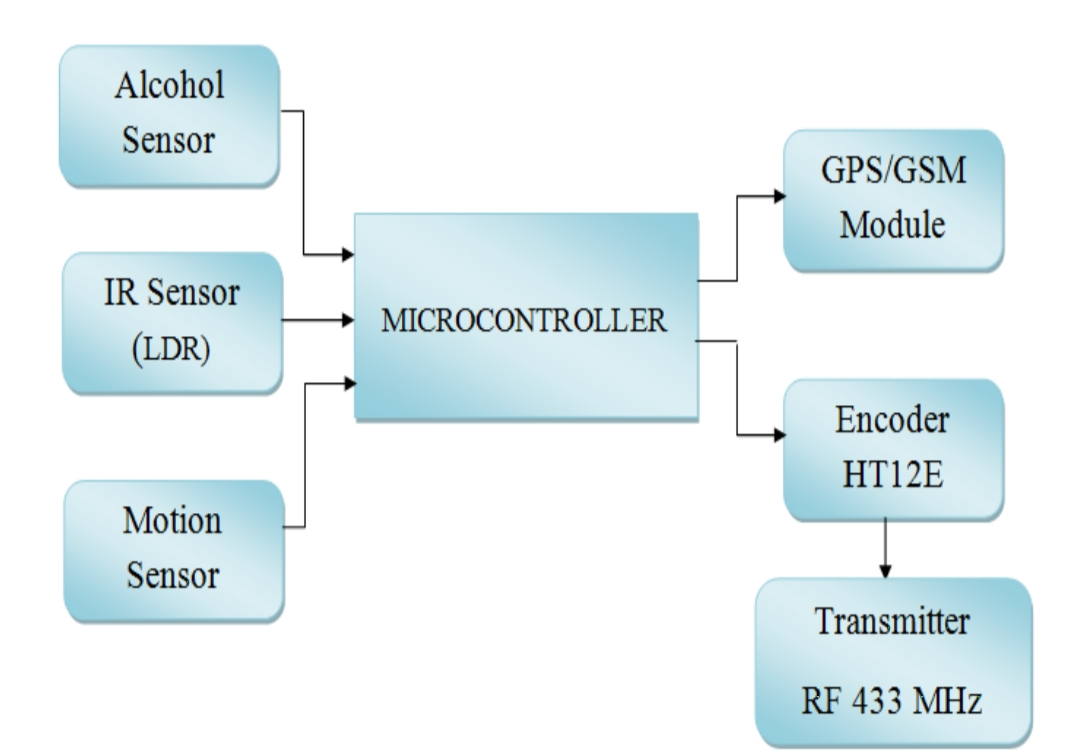 Alcohol
Sensor
IR Sensor
(LDR)
Motion
Sensor
MICROCONTROLLER
GPS/GSM
Module
Encoder
HT12E
Transmitter
RF 433 MHz